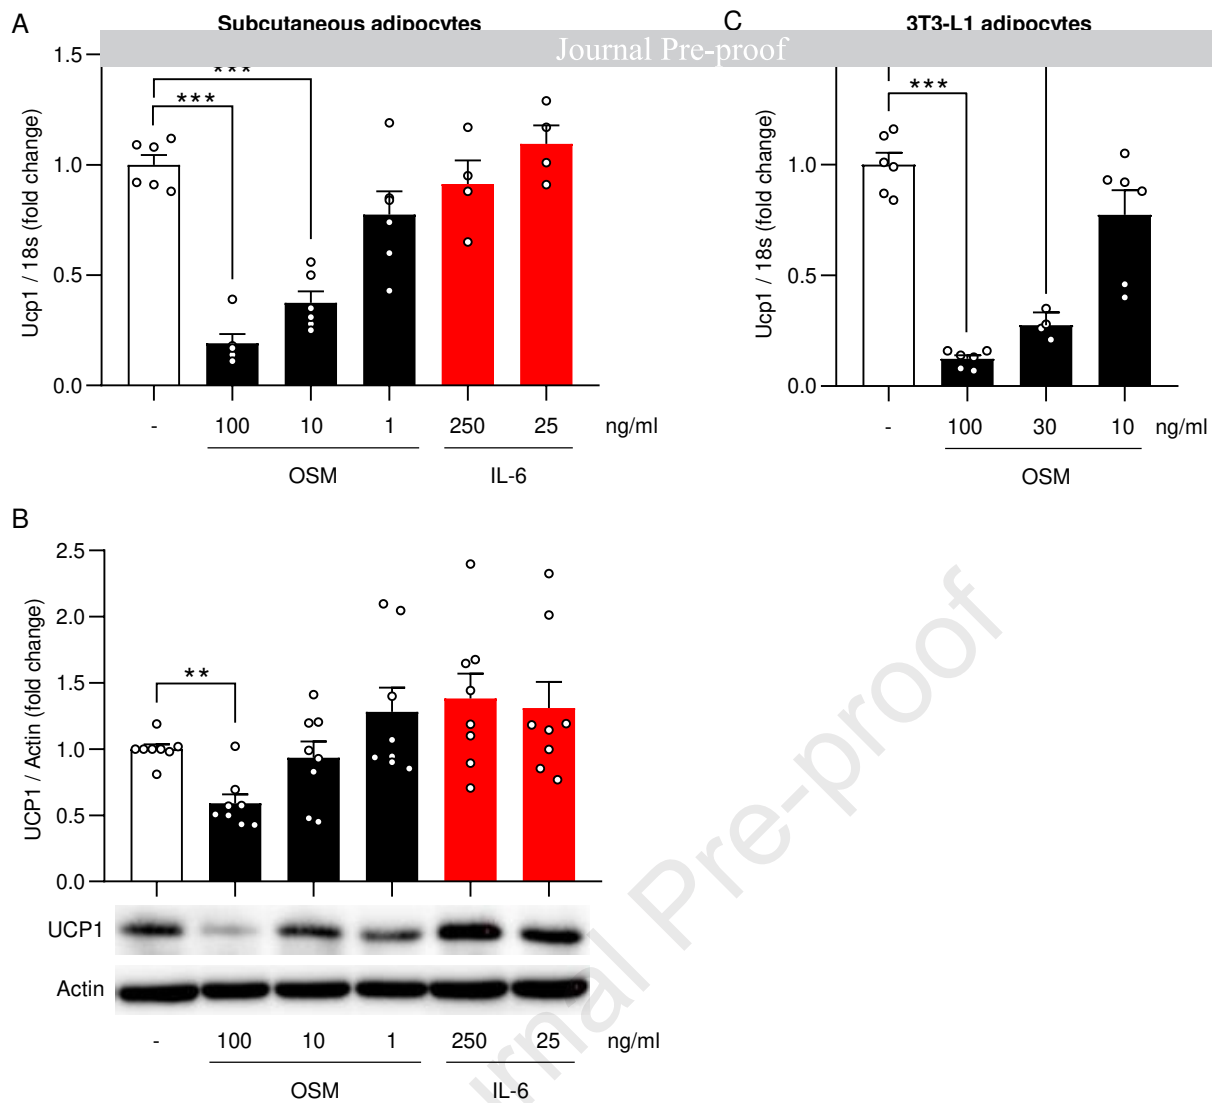 A
Subcutaneous adipocytes
C
3T3-L1 adipocytes
Journal Pre-proof
Ucp1 / 18s (fold change)
1.5
1.0
0.5
0.0
***
***
- 100 10 1 250 25 ng/ml
OSM IL-6
Ucp1 / 18s (fold change)
1.0
0.5
0.0
***
- 100 30 10 ng/ml
OSM
B
UCP1 / Actin (fold change)
2.5
2.0
1.5
1.0
0.5
0.0
**
UCP1
Actin
- 100 10 1 250 25 ng/ml
OSM IL-6
rnal Pre-proof